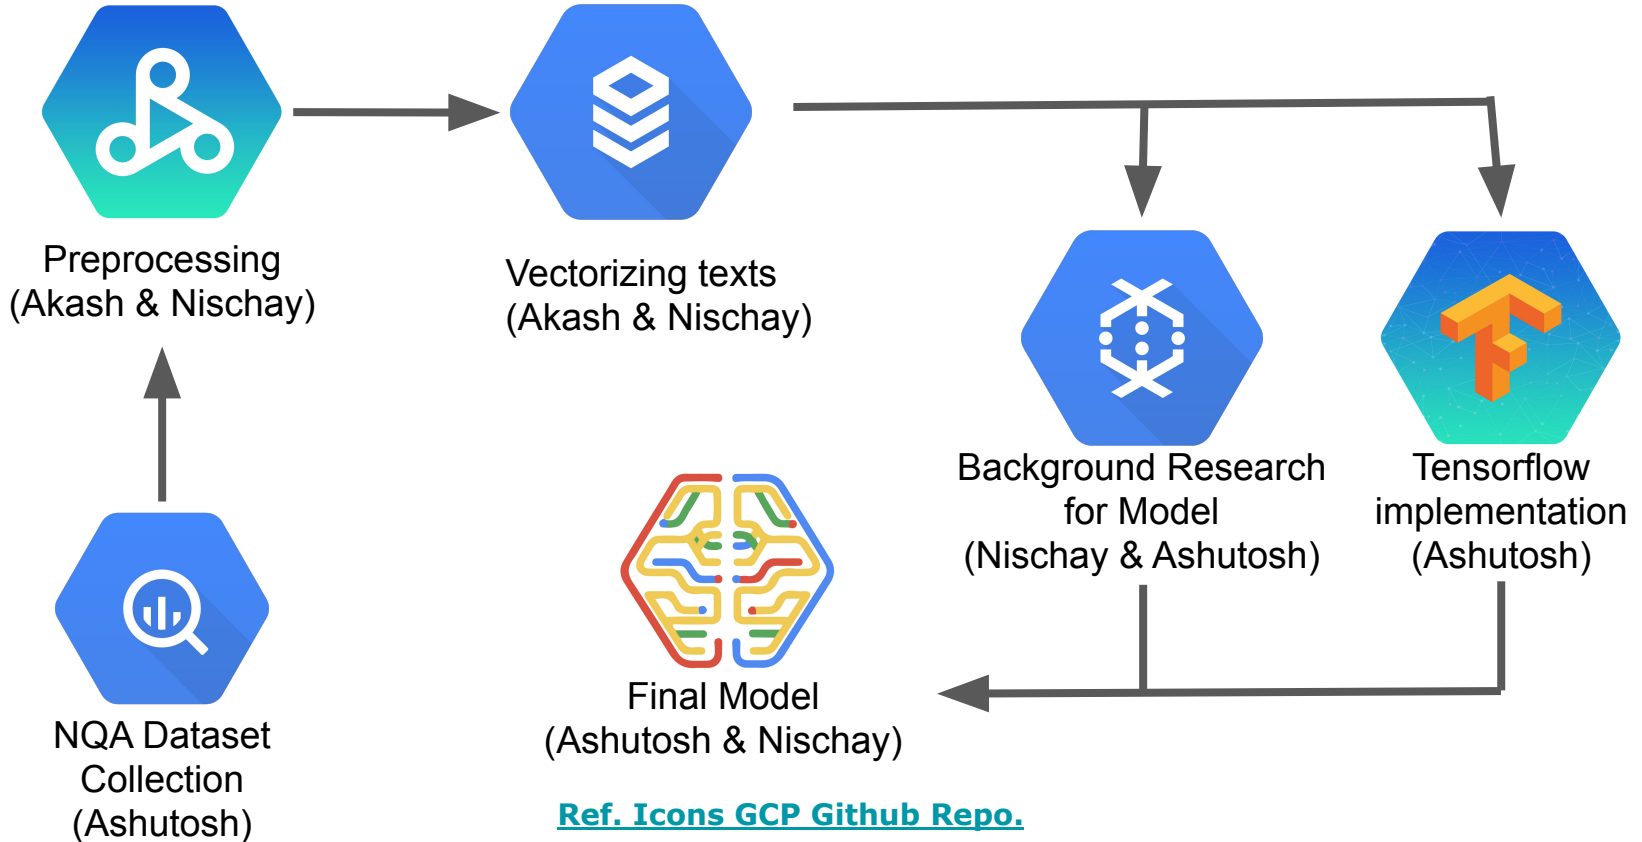 Preprocessing
(Akash & Nischay)
Vectorizing texts
(Akash & Nischay)
Background Research
for Model
(Nischay & Ashutosh)
Tensorflow
implementation
(Ashutosh)
Final Model
(Ashutosh & Nischay)
NQA Dataset
Collection
(Ashutosh)
Ref. Icons GCP Github Repo.